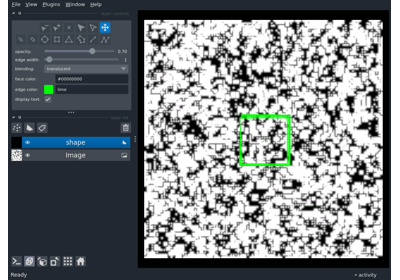 File View Plugins Window Help
opacity: 0.70
edge width: 1
blending: translucent
face color: #00000000
edge color: lime
display text: ✓
shape
Image
Ready
activity